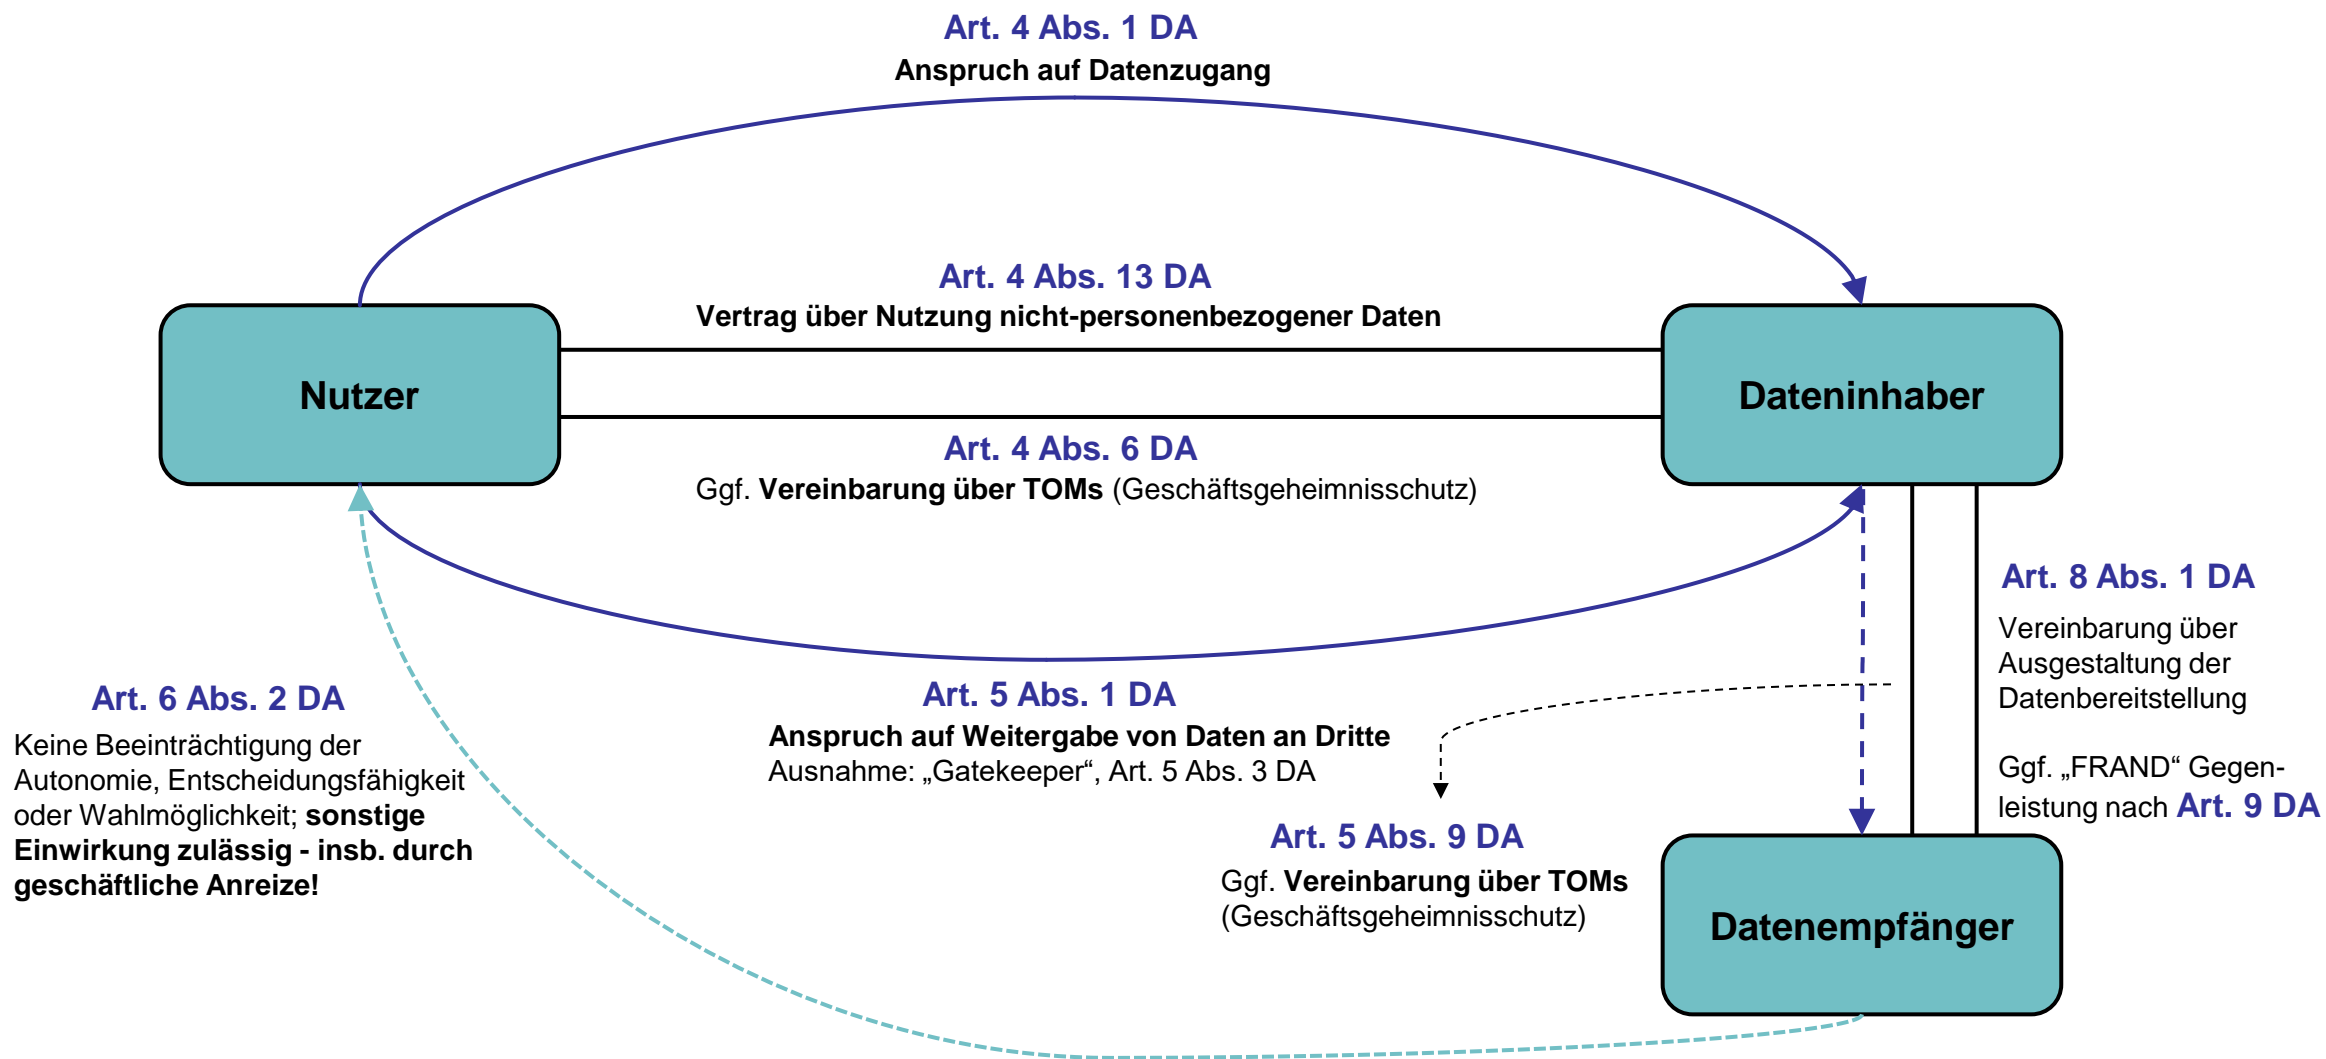 Art. 4 Abs. 1 DA
Anspruch auf Datenzugang
Art. 4 Abs. 13 DA
Vertrag über Nutzung nicht-personenbezogener Daten
Nutzer
Dateninhaber
Art. 4 Abs. 6 DA
Ggf. Vereinbarung über TOMs (Geschäftsgeheimnisschutz)
Art. 8 Abs. 1 DA
Vereinbarung über
Ausgestaltung der
Datenbereitstellung
Ggf. „FRAND“ Gegen-
leistung nach Art. 9 DA
Art. 6 Abs. 2 DA
Keine Beeinträchtigung der
Autonomie, Entscheidungsfähigkeit
oder Wahlmöglichkeit; sonstige
Einwirkung zulässig - insb. durch
geschäftliche Anreize!
Art. 5 Abs. 1 DA
Anspruch auf Weitergabe von Daten an Dritte
Ausnahme: „Gatekeeper“, Art. 5 Abs. 3 DA
Art. 5 Abs. 9 DA
Ggf. Vereinbarung über TOMs
(Geschäftsgeheimnisschutz)
Datenempfänger